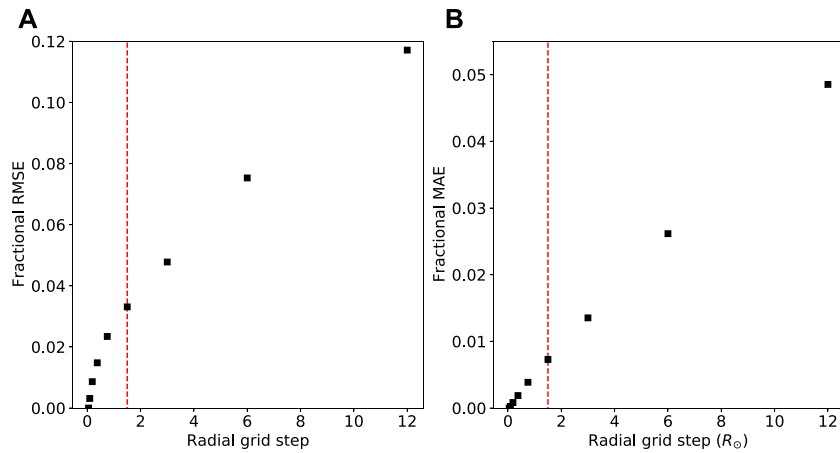 A
0.12
0.10
0.08
0.06
0.04
0.02
0.00
Fractional RMSE
0 2 4 6 8 10 12
Radial grid step
B
0.05
0.04
0.03
0.02
0.01
0.00
Fractional MAE
0 2 4 6 8 10 12
Radial grid step (R⊙)